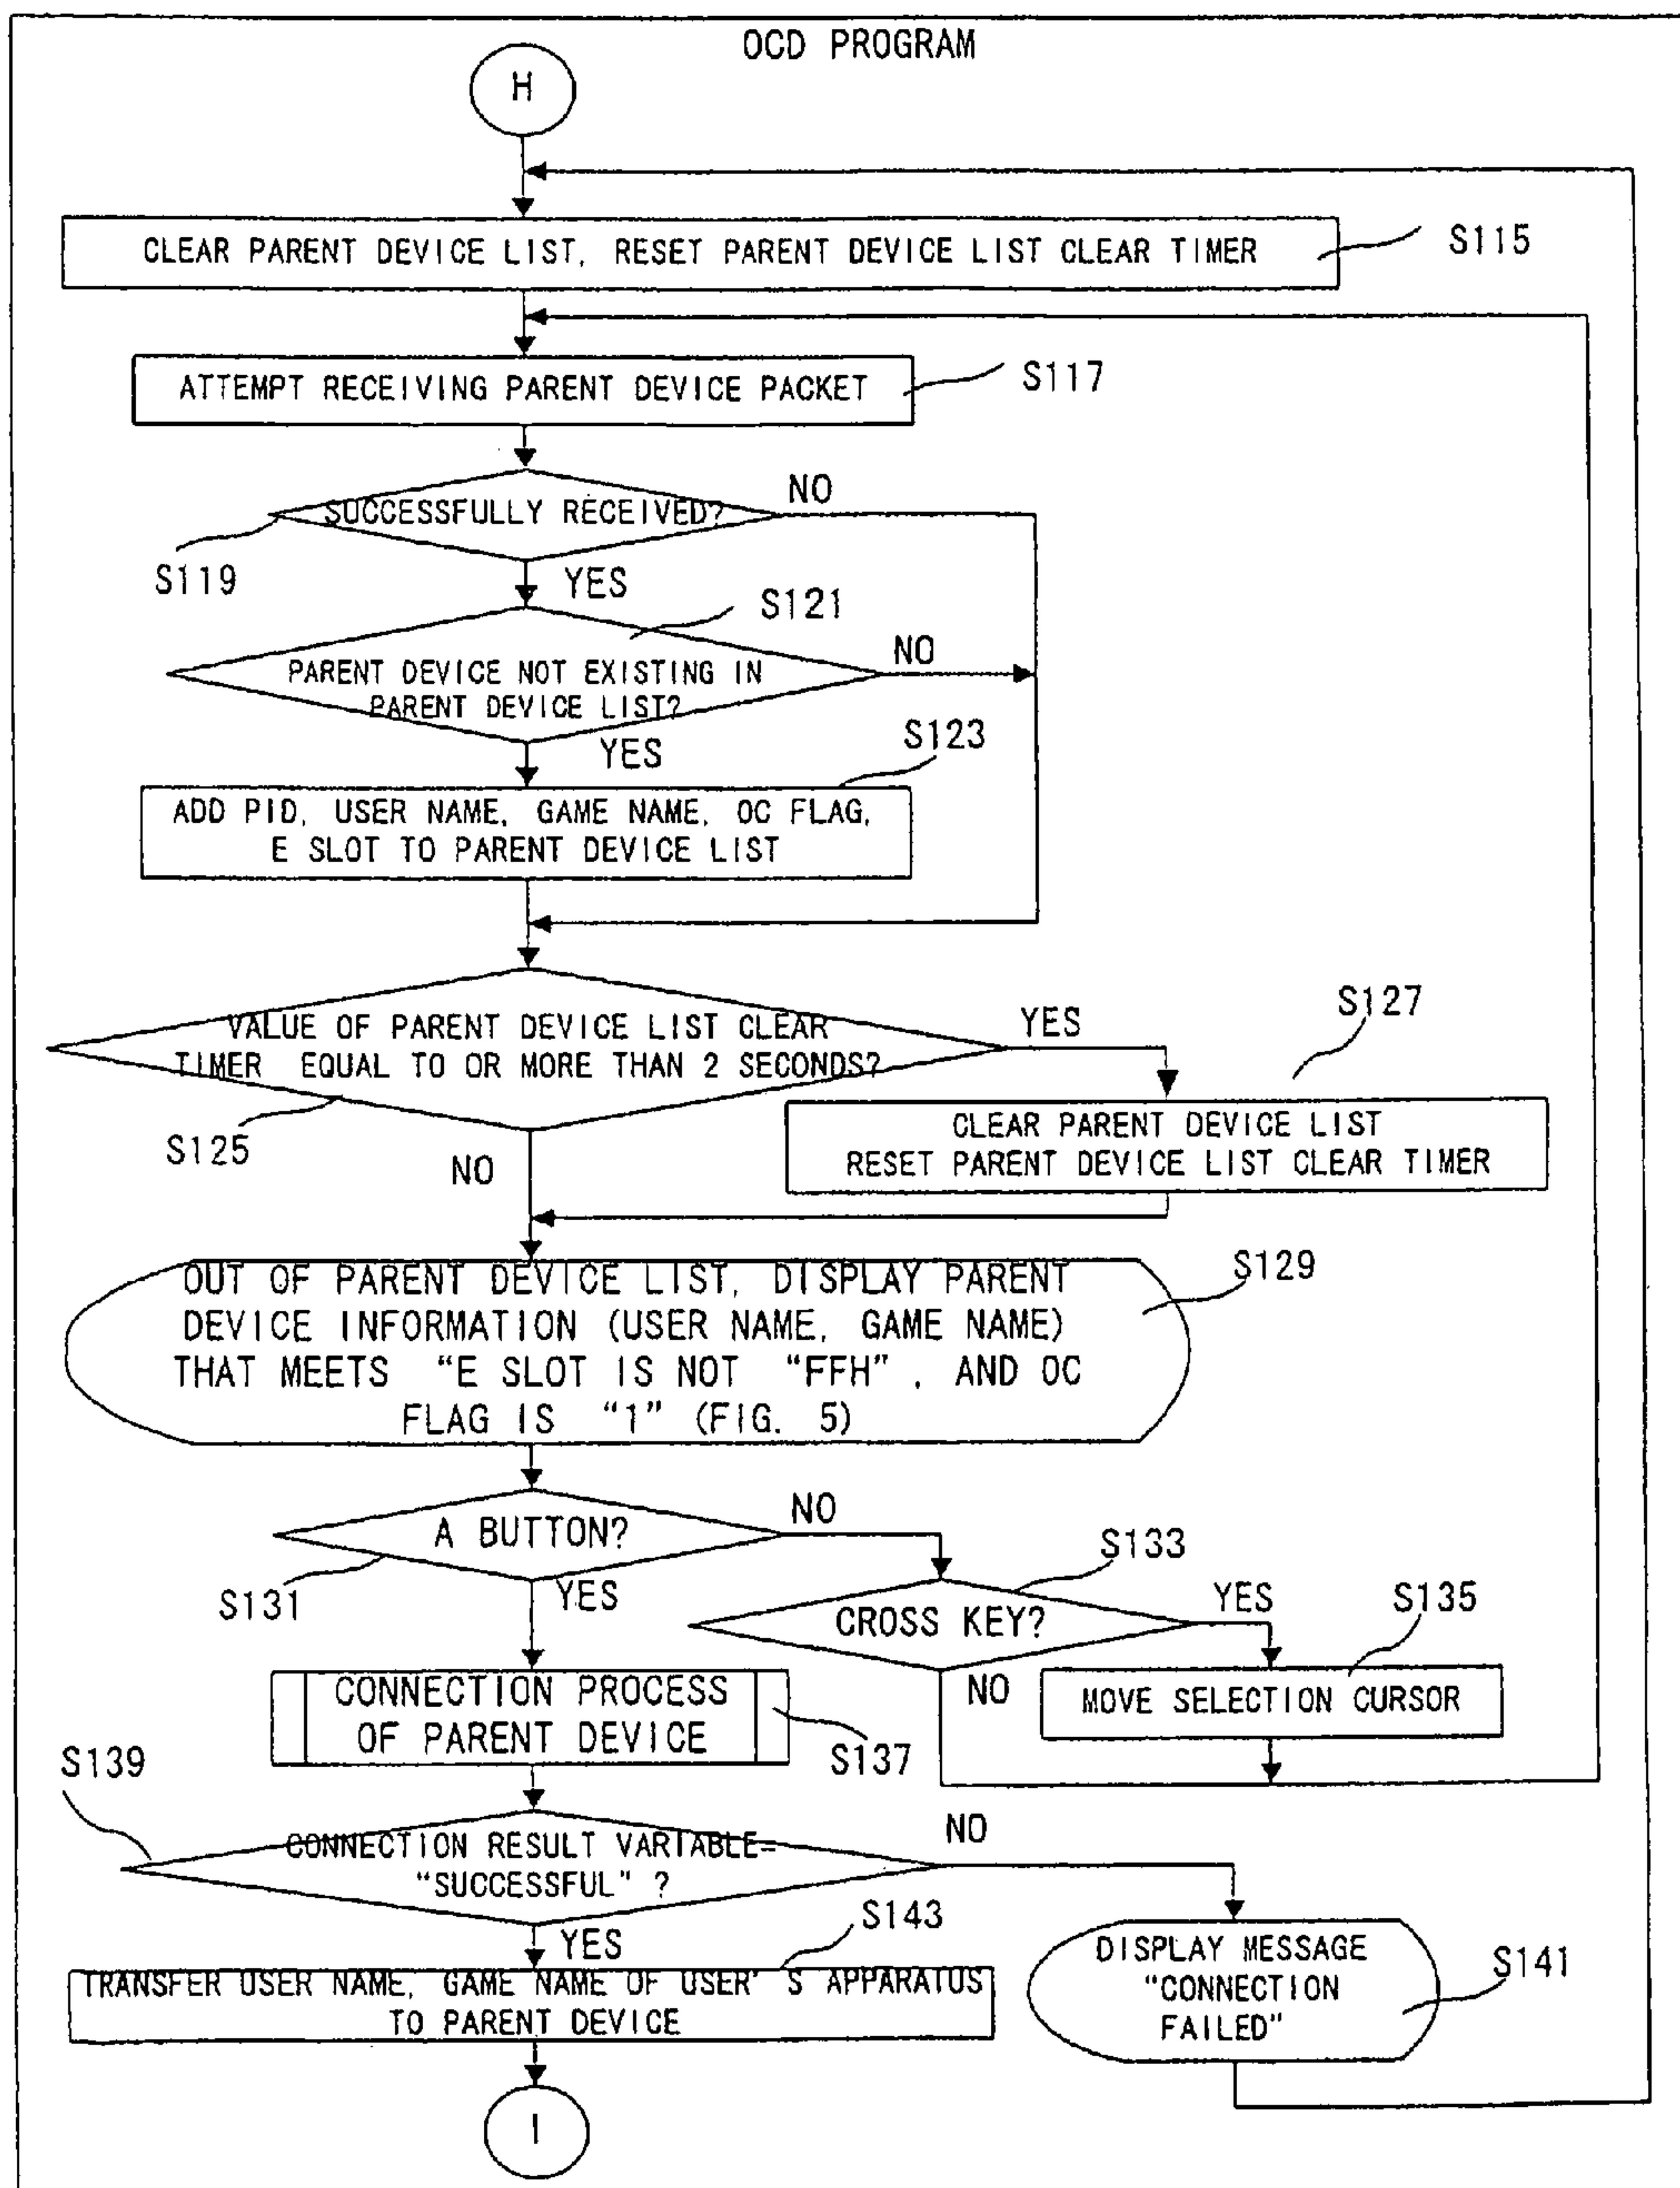 OCD PROGRAM
H
CLEAR PARENT DEVICE LIST, RESET PARENT DEVICE LIST CLEAR TIMER
S115
ATTEMPT RECEIVING PARENT DEVICE PACKET
S117
SUCCESSFULLY RECEIVED?
NO
S119
YES
S121
PARENT DEVICE NOT EXISTING IN
PARENT DEVICE LIST?
NO
YES
S123
ADD PID, USER NAME, GAME NAME, OC FLAG,
E SLOT TO PARENT DEVICE LIST
VALUE OF PARENT DEVICE LIST CLEAR
TIMER EQUAL TO OR MORE THAN 2 SECONDS?
YES
S127
S125
NO
CLEAR PARENT DEVICE LIST
RESET PARENT DEVICE LIST CLEAR TIMER
OUT OF PARENT DEVICE LIST, DISPLAY PARENT
DEVICE INFORMATION (USER NAME, GAME NAME)
THAT MEETS "E SLOT IS NOT "FFH", AND OC
FLAG IS "1" (FIG. 5)
S129
A BUTTON?
NO
S131
YES
S133
CROSS KEY?
YES
S135
NO
MOVE SELECTION CURSOR
CONNECTION PROCESS
OF PARENT DEVICE
S137
S139
CONNECTION RESULT VARIABLE=
"SUCCESSFUL" ?
NO
YES
S143
TRANSFER USER NAME, GAME NAME OF USER' S APPARATUS
TO PARENT DEVICE
DISPLAY MESSAGE
"CONNECTION
FAILED"
S141
I